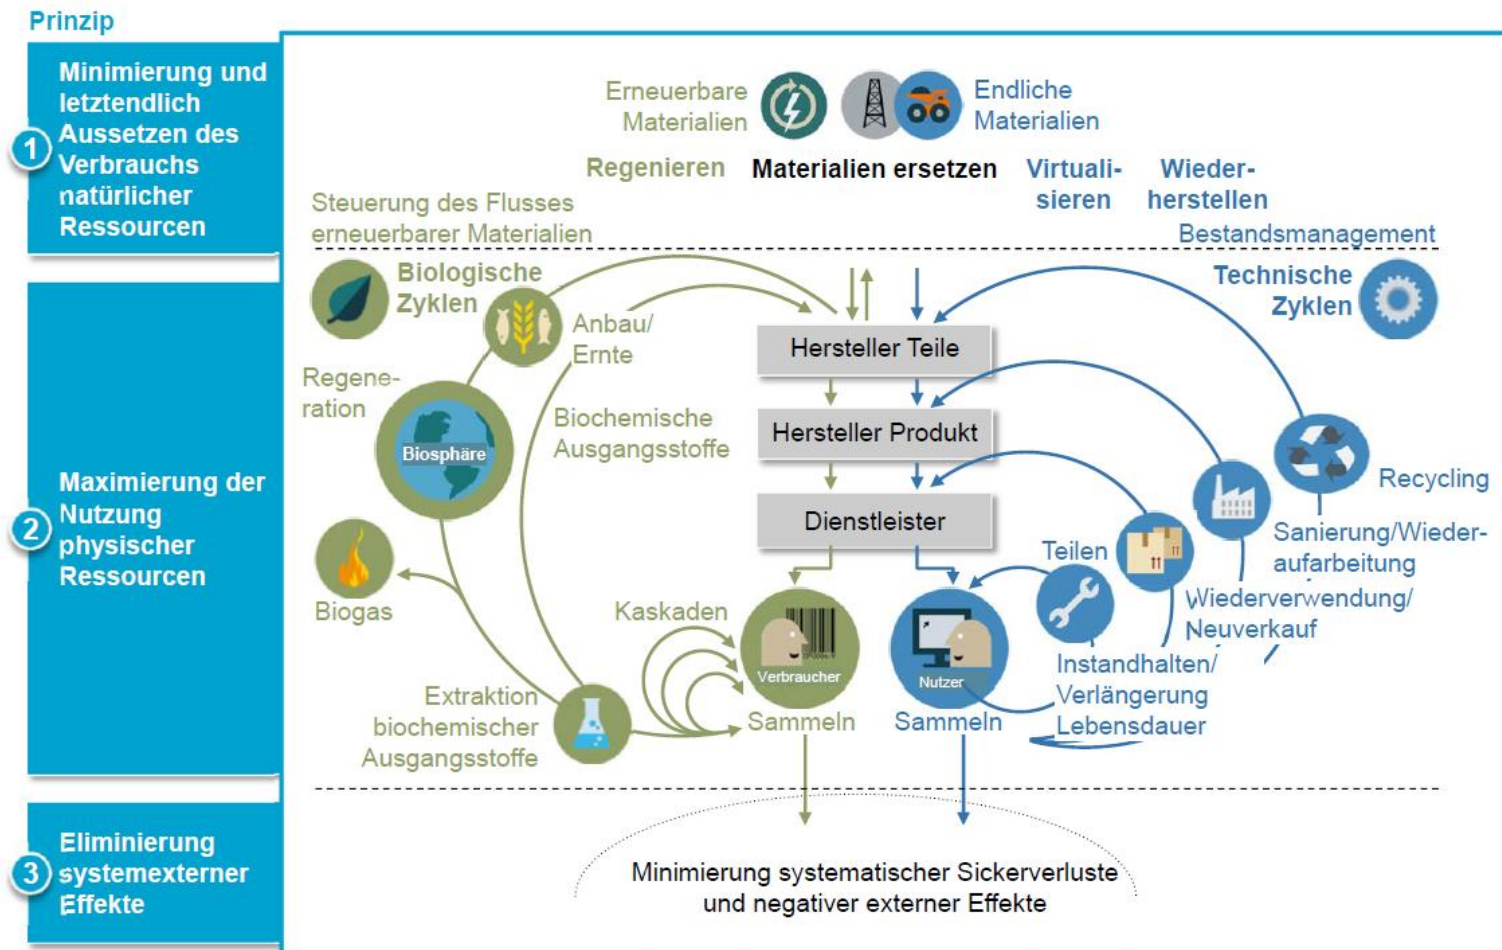 Prinzip
1
Minimierung und
letztendlich
Aussetzen des
Verbrauchs
natürlicher
Ressourcen
Erneuerbare
Materialien
Endliche
Materialien
Regenieren
Materialien ersetzen
Virtuali-
sieren
Wieder-
herstellen
Steuerung des Flusses
erneuerbarer Materialien
Bestandsmanagement
2
Maximierung der
Nutzung
physischer
Ressourcen
Biologische
Zyklen
Technische
Zyklen
Anbau/
Ernte
Regene-
ration
Biosphäre
Biochemische
Ausgangsstoffe
Hersteller Teile
Hersteller Produkt
Dienstleister
Recycling
Sanierung/Wieder-
aufarbeitung
Teilen
Wiederverwendung/
Neuverkauf
Instandhalten/
Verlängerung
Lebensdauer
Biogas
Kaskaden
Verbraucher
Nutzer
Sammeln
Sammeln
Extraktion
biochemischer
Ausgangsstoffe
3
Eliminierung
systemexterner
Effekte
Minimierung systematischer Sickerverluste
und negativer externer Effekte